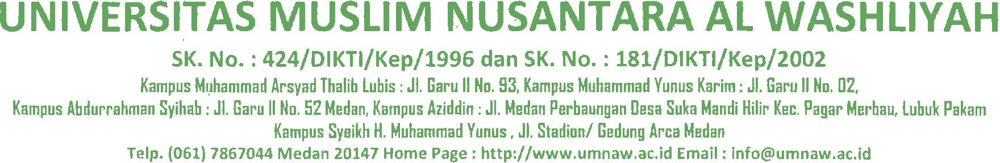 UNIVERSITAS MUSLIM NUSANTARA AL WASHLIYAH
SK. No. : 424/DIKTI/Kep/1996 dan SK. No. : 181/DIKTI/Kep/2002
Kampus Muhammad Arsyad Thalib Lubis : Jl. Garu II No. 93, Kampus Muhammad Yunus Karim : Jl. Garu II No. 02,
Kampus Abdurrahman Syihab : Jl. Garu II No. 52 Medan, Kampus Aziddin : Jl. Medan Perbaungan Desa Suka Mandi Hilir Kec. Pagar Merbau, Lubuk Pakam
Kampus Syeikh H. Muhammad Yunus , Jl. Stadion/ Gedung Arca Medan
Telp. (061) 7867044 Medan 20147 Home Page : http://www.umnaw.ac.id Email : info@umnaw.ac.id